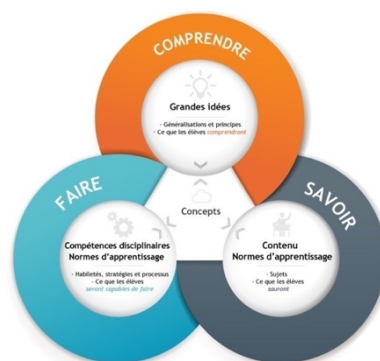 COMPRENDRE
Grandes idées
- Généralisations et principes
- Ce que les élèves comprendront
FAIRE
SAVOIR
Concepts
Compétences disciplinaires
Normes d'apprentissage
- Habiletés, stratégies et processus
- Ce que les élèves
seront capables de faire
Contenu
Normes d'apprentissage
- Sujets
- Ce que les élèves
sauront